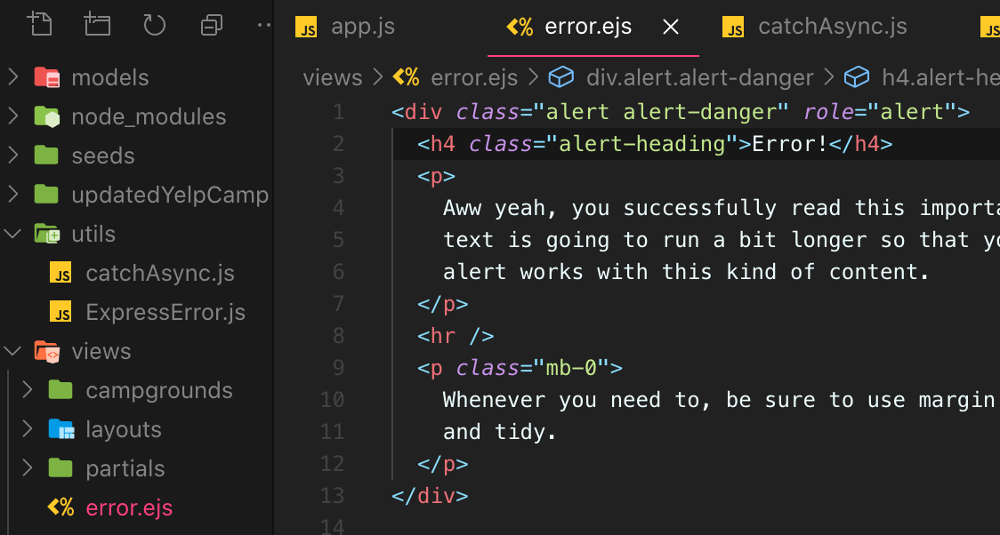 app.js
error.ejs
catchAsync.js
JS
models
node_modules
seeds
updatedYelpCamp
utils
JS catchAsync.js
JS ExpressError.js
views
campgrounds
layouts
partials
error.ejs
views > error.ejs > div.alert.alert-danger > h4.alert-he
1 <div class="alert alert-danger" role="alert">
2 <h4 class="alert-heading">Error!</h4>
3 <p>
4 Aww yeah, you successfully read this importa
5 text is going to run a bit longer so that yo
6 alert works with this kind of content.
7 </p>
8 <hr />
9 <p class="mb-0">
10 Whenever you need to, be sure to use margin
11 and tidy.
12 </p>
13 </div>
14